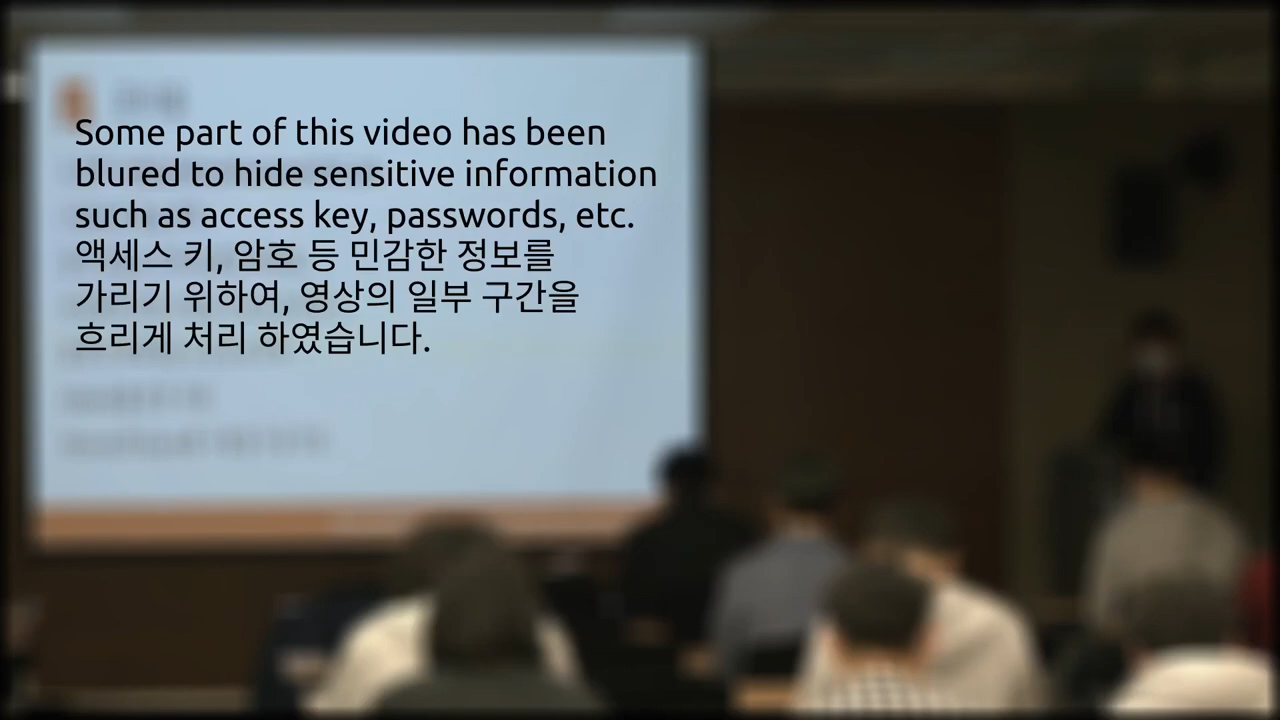 Some part of this video has been
blured to hide sensitive information
such as access key, passwords, etc.
액세스 키, 암호 등 민감한 정보를
가리기 위하여, 영상의 일부 구간을
흐리게 처리 하였습니다.